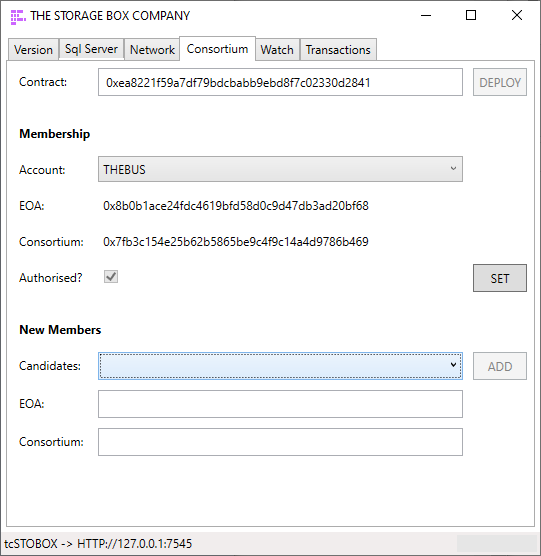 THE STORAGE BOX COMPANY
Version Sql Server Network Consortium Watch Transactions
Contract: 0xea8221f59a7df79bdcbabb9ebd8f7c02330d2841 DEPLOY
Membership
Account: THEBUS
EOA: 0x8b0b1ace24fdc4619bfd58d0c9d47db3ad20bf68
Consortium: 0x7fb3c154e25b62b5865be9c4f9c14a4d9786b469
Authorised? SET
New Members
Candidates: ADD
EOA:
Consortium:
tcSTOBOX -> HTTP://127.0.0.1:7545